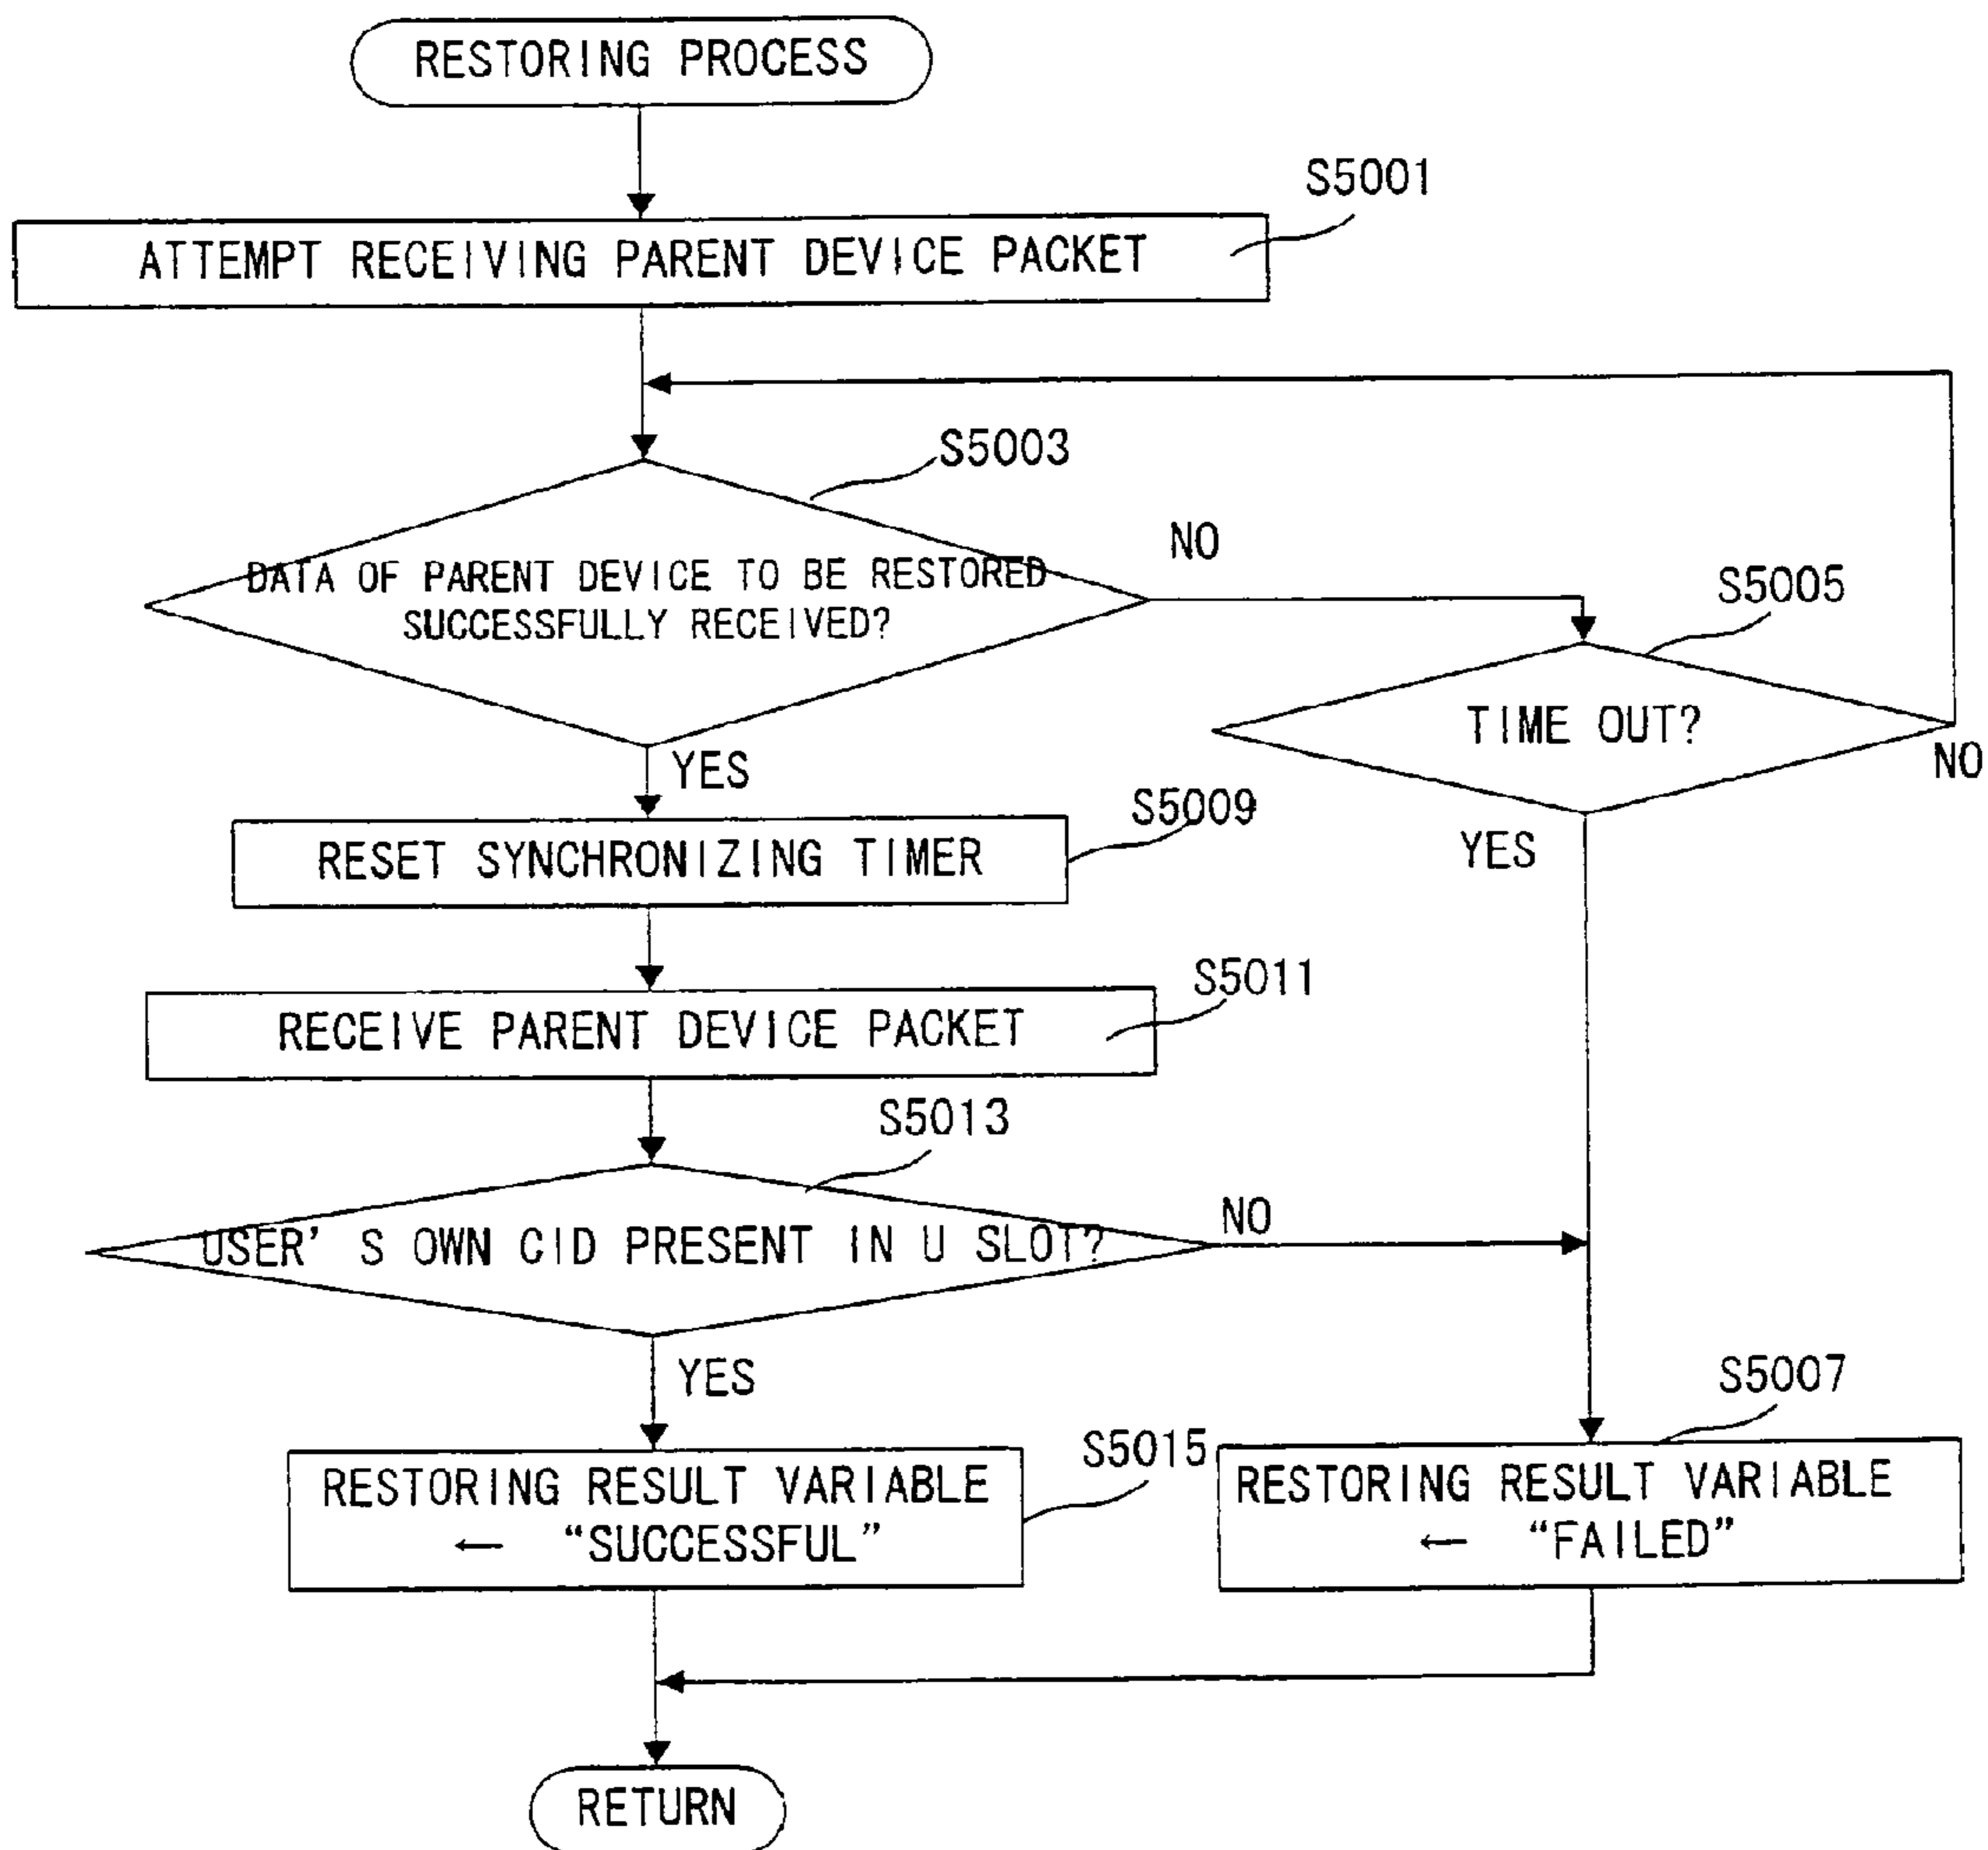 RESTORING PROCESS
S5001
ATTEMPT RECEIVING PARENT DEVICE PACKET
S5003
NO
DATA OF PARENT DEVICE TO BE RESTORED
SUCCESSFULLY RECEIVED?
S5005
TIME OUT?
NO
YES
YES
S5009
RESET SYNCHRONIZING TIMER
S5011
RECEIVE PARENT DEVICE PACKET
S5013
NO
USER' S OWN CID PRESENT IN U SLOT?
YES
S5007
S5015
RESTORING RESULT VARIABLE
← “SUCCESSFUL”
RESTORING RESULT VARIABLE
← “FAILED”
RETURN